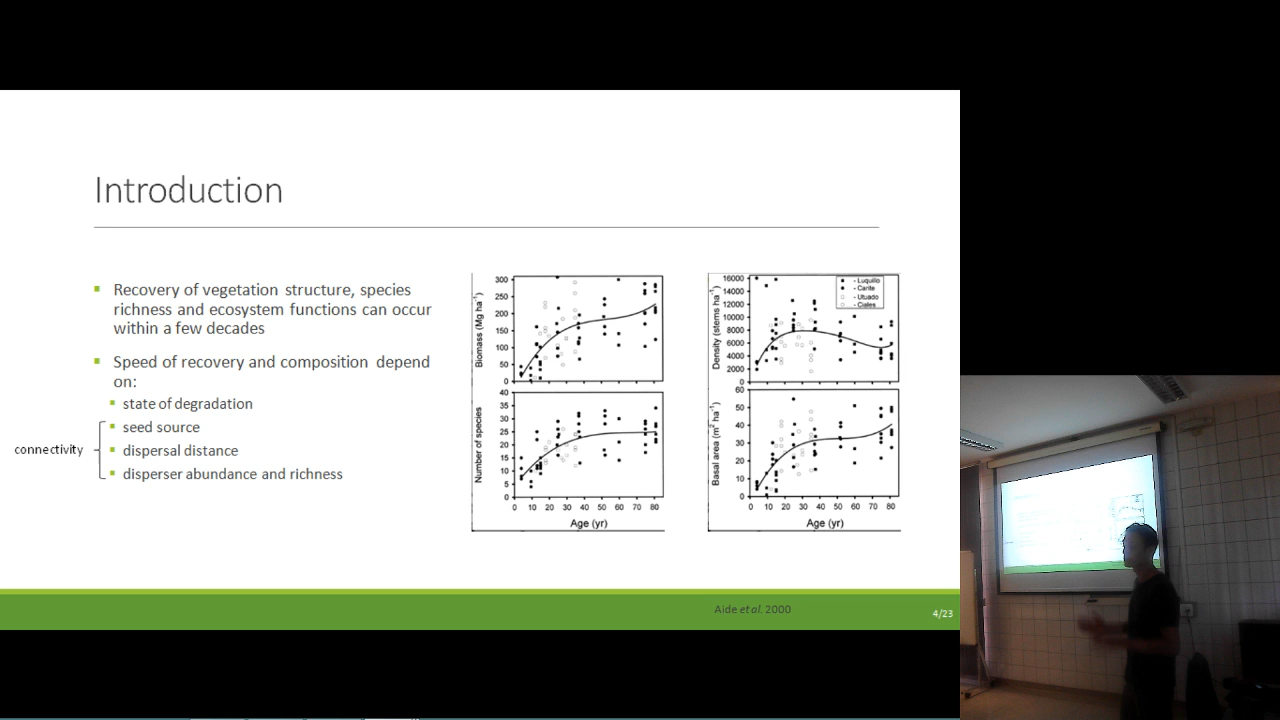 Introduction
Recovery of vegetation structure, species
richness and ecosystem functions can occur
within a few decades
Speed of recovery and composition depend
on:
state of degradation
seed source
connectivity
dispersal distance
disperser abundance and richness
300
250
200
150
100
50
0
Biomass (Mg ha⁻¹)
40
35
30
25
20
15
10
5
0
Number of species
0 10 20 30 40 50 60 70 80
Age (yr)
16000
14000
12000
10000
8000
6000
4000
2000
0
Density (stems ha⁻¹)
- Luquillo
- Carite
- Utuado
- Ciales
60
50
40
30
20
10
0
Basal area (m² ha⁻¹)
0 10 20 30 40 50 60 70 80
Age (yr)
Aide et al. 2000
4/23